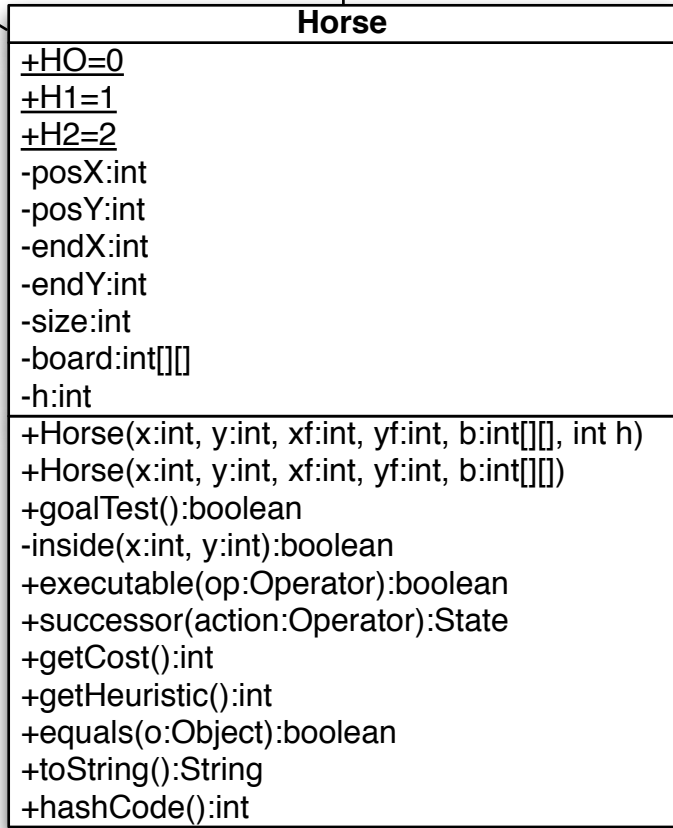 Horse
+HO=0
+H1=1
+H2=2
-posX:int
-posY:int
-endX:int
-endY:int
-size:int
-board:int[][]
-h:int
+Horse(x:int, y:int, xf:int, yf:int, b:int[][], int h)
+Horse(x:int, y:int, xf:int, yf:int, b:int[][])
+goalTest():boolean
-inside(x:int, y:int):boolean
+executable(op:Operator):boolean
+successor(action:Operator):State
+getCost():int
+getHeuristic():int
+equals(o:Object):boolean
+toString():String
+hashCode():int